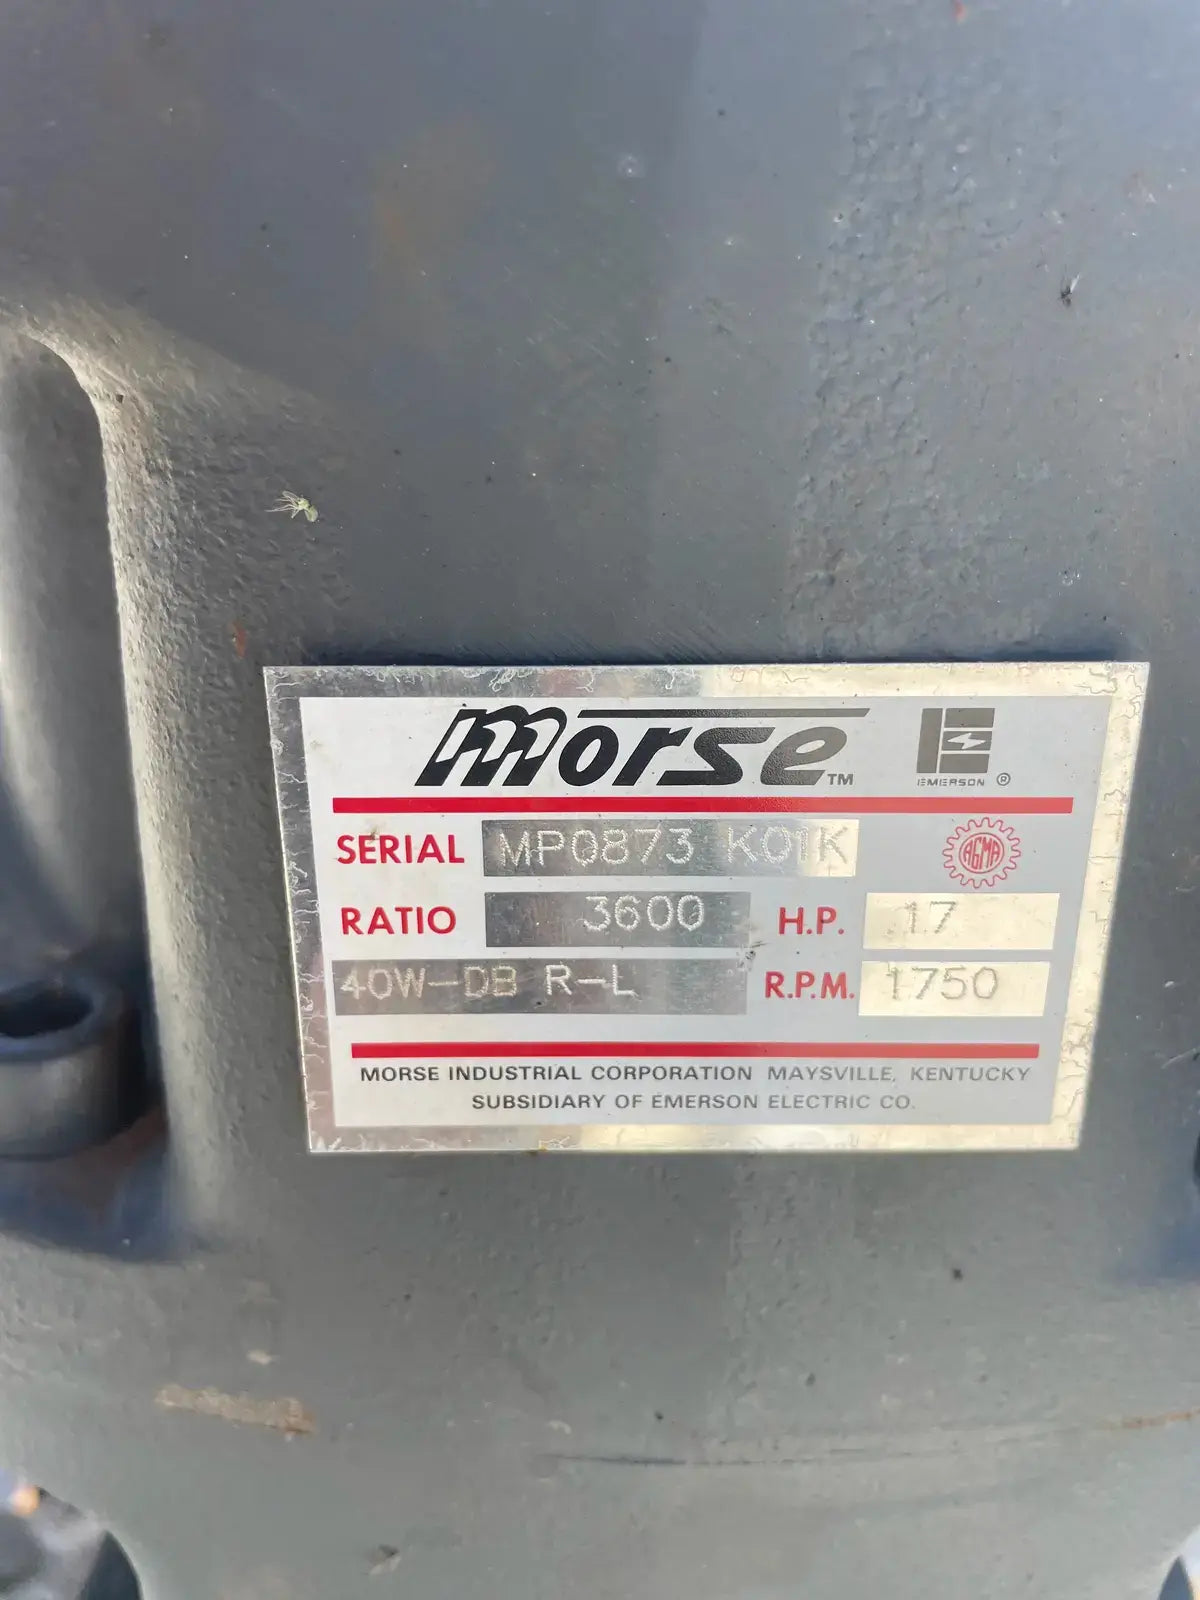 morse™
EMERSON ®
SERIAL MP0873 K01K
AGMA
RATIO 3600 H.P. .17
40W-DB R-L R.P.M. 1750
MORSE INDUSTRIAL CORPORATION MAYSVILLE, KENTUCKY
SUBSIDIARY OF EMERSON ELECTRIC CO.